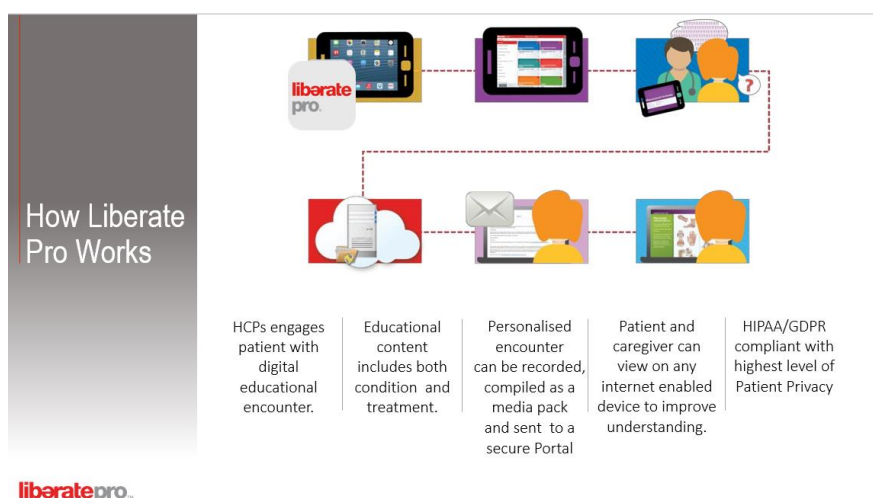 liberate
pro.
?
How Liberate
Pro Works
HCPs engages
patient with
digital
educational
encounter.
Educational
content
includes both
condition and
treatment.
Personalised
encounter
can be recorded,
compiled as a
media pack
and sent to a
secure Portal
Patient and
caregiver can
view on any
internet enabled
device to improve
understanding.
HIPAA/GDPR
compliant with
highest level of
Patient Privacy
liberatepro